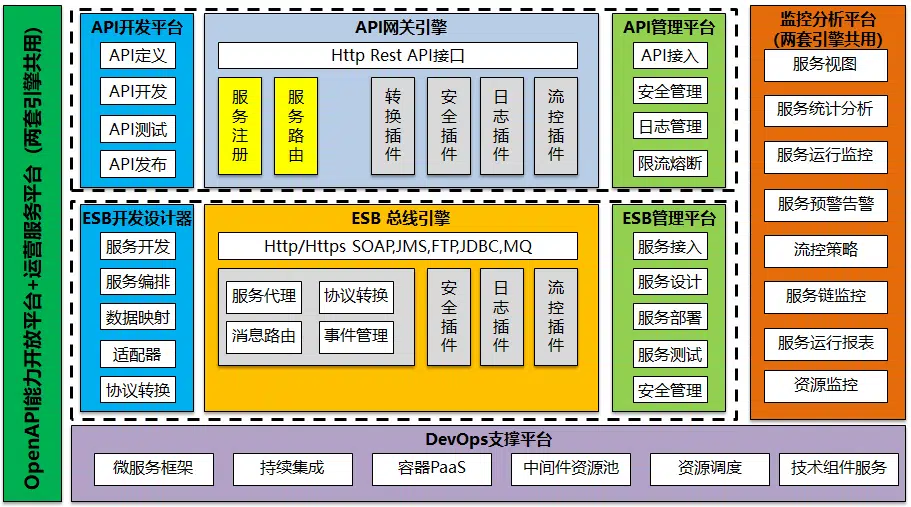 OpenAPI能力开放平台+运营服务平台 (两套引擎共用)
API开发平台
API定义
API开发
API测试
API发布
API网关引擎
Http Rest API接口
服务注册
服务路由
转换插件
安全插件
日志插件
流控插件
API管理平台
API接入
安全管理
日志管理
限流熔断
ESB开发设计器
服务开发
服务编排
数据映射
适配器
协议转换
ESB 总线引擎
Http/Https SOAP,JMS,FTP,JDBC,MQ
服务代理
协议转换
消息路由
事件管理
安全插件
日志插件
流控插件
ESB管理平台
服务接入
服务设计
服务部署
服务测试
安全管理
监控分析平台
(两套引擎共用)
服务视图
服务统计分析
服务运行监控
服务预警告警
流控策略
服务链监控
服务运行报表
资源监控
DevOps支撑平台
微服务框架
持续集成
容器PaaS
中间件资源池
资源调度
技术组件服务